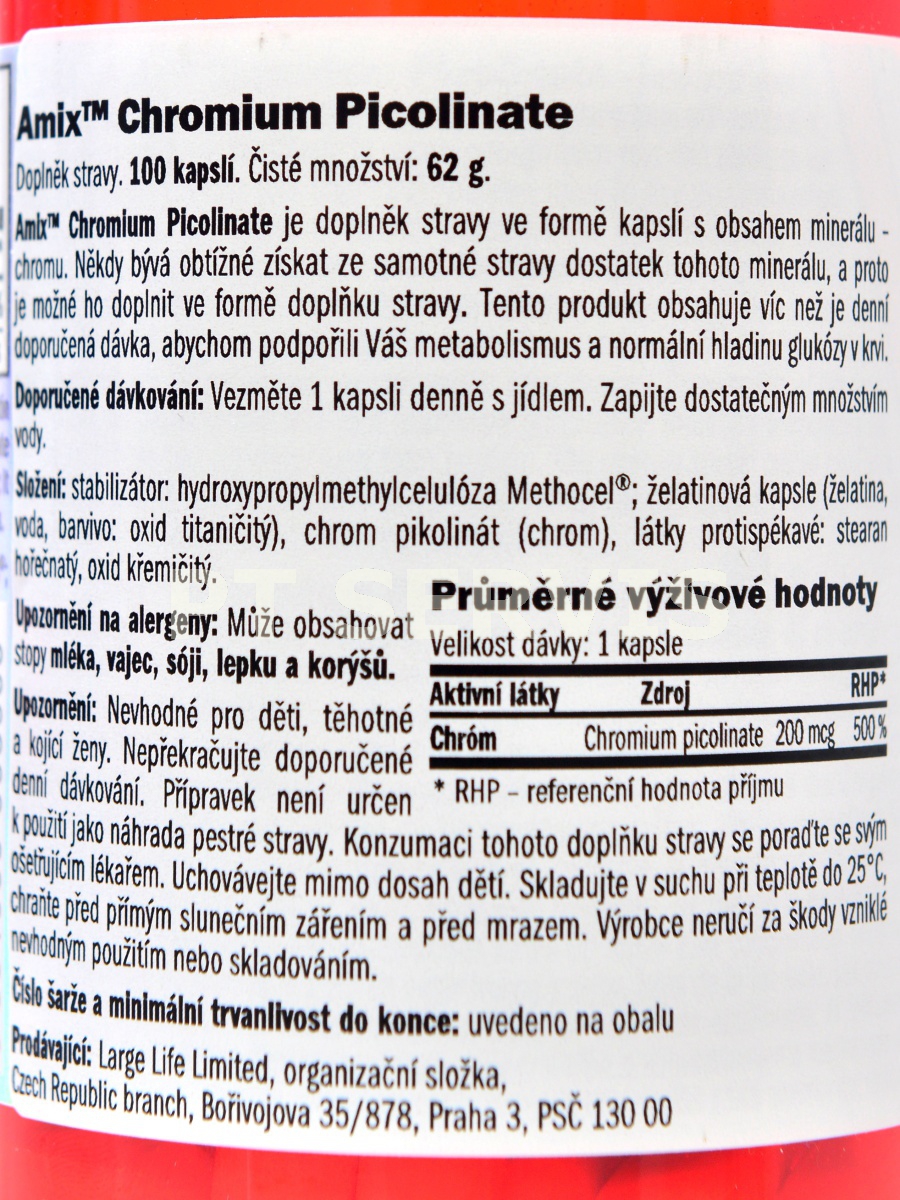 Amix™ Chromium Picolinate
Doplněk stravy. 100 kapslí. Čisté množství: 62 g.
Amix™ Chromium Picolinate je doplněk stravy ve formě kapslí s obsahem minerálu -
chromu. Někdy bývá obtížné získat ze samotné stravy dostatek tohoto minerálu, a proto
je možné ho doplnit ve formě doplňku stravy. Tento produkt obsahuje víc než je denní
doporučená dávka, abychom podpořili Váš metabolismus a normální hladinu glukózy v krvi.
Doporučené dávkování: Vezměte 1 kapsli denně s jídlem. Zapijte dostatečným množstvím
vody.
Složení: stabilizátor: hydroxypropylmethylcelulóza Methocel®; želatinová kapsle (želatina,
voda, barvivo: oxid titaničitý), chrom pikolinát (chrom), látky protispékavé: stearan
hořečnatý, oxid křemičitý.
PT SERVIS
Upozornění na alergeny: Může obsahovat
stopy mléka, vajec, sóji, lepku a korýšů.
Upozornění: Nevhodné pro děti, těhotné
a kojící ženy. Nepřekračujte doporučené
denní dávkování. Přípravek není určen
Průměrné výživové hodnoty
Velikost dávky: 1 kapsle
Aktivní látky Zdroj RHP*
Chróm Chromium picolinate 200 mcg 500 %
* RHP – referenční hodnota příjmu
k použití jako náhrada pestré stravy. Konzumaci tohoto doplňku stravy se poraďte se svým
ošetřujícím lékařem. Uchovávejte mimo dosah dětí. Skladujte v suchu při teplotě do 25°C,
chraňte před přímým slunečním zářením a před mrazem. Výrobce neručí za škody vzniklé
nevhodným použitím nebo skladováním.
Číslo šarže a minimální trvanlivost do konce: uvedeno na obalu
Prodávající: Large Life Limited, organizační složka,
Czech Republic branch, Bořivojova 35/878, Praha 3, PSČ 130 00